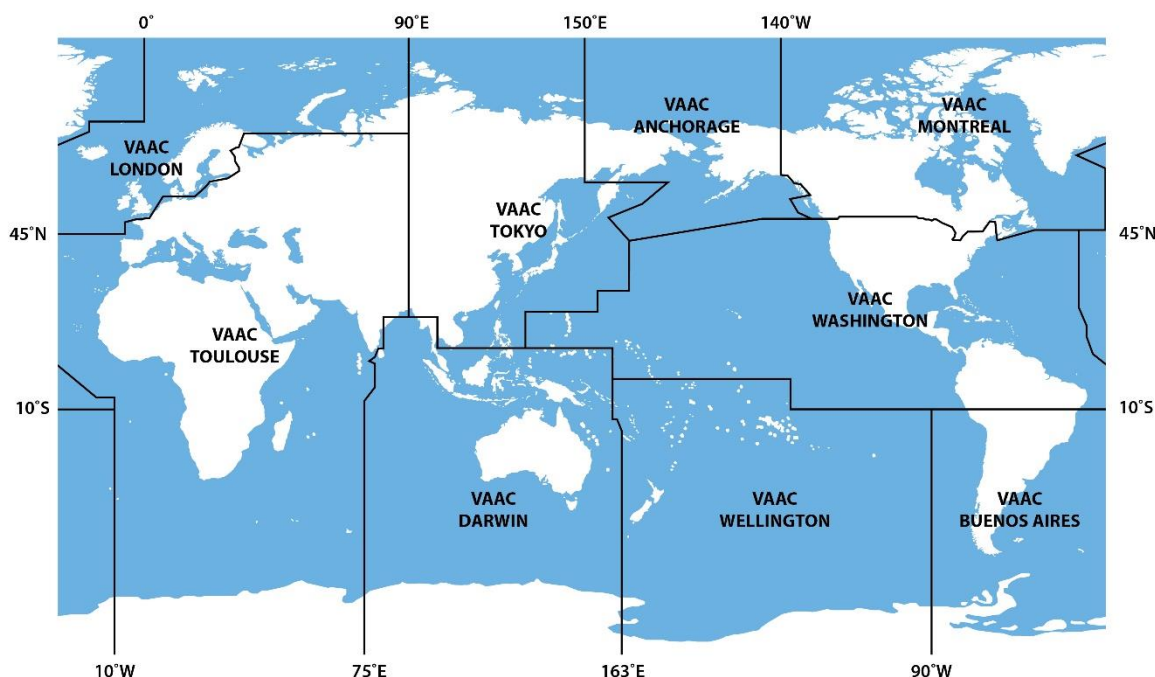 0˚
90˚E
150˚E
140˚W
VAAC
ANCHORAGE
VAAC
MONTREAL
VAAC
LONDON
VAAC
TOKYO
45˚N
45˚N
VAAC
WASHINGTON
VAAC
TOULOUSE
10˚S
10˚S
VAAC
DARWIN
VAAC
WELLINGTON
VAAC
BUENOS AIRES
10˚W
75˚E
163˚E
90˚W